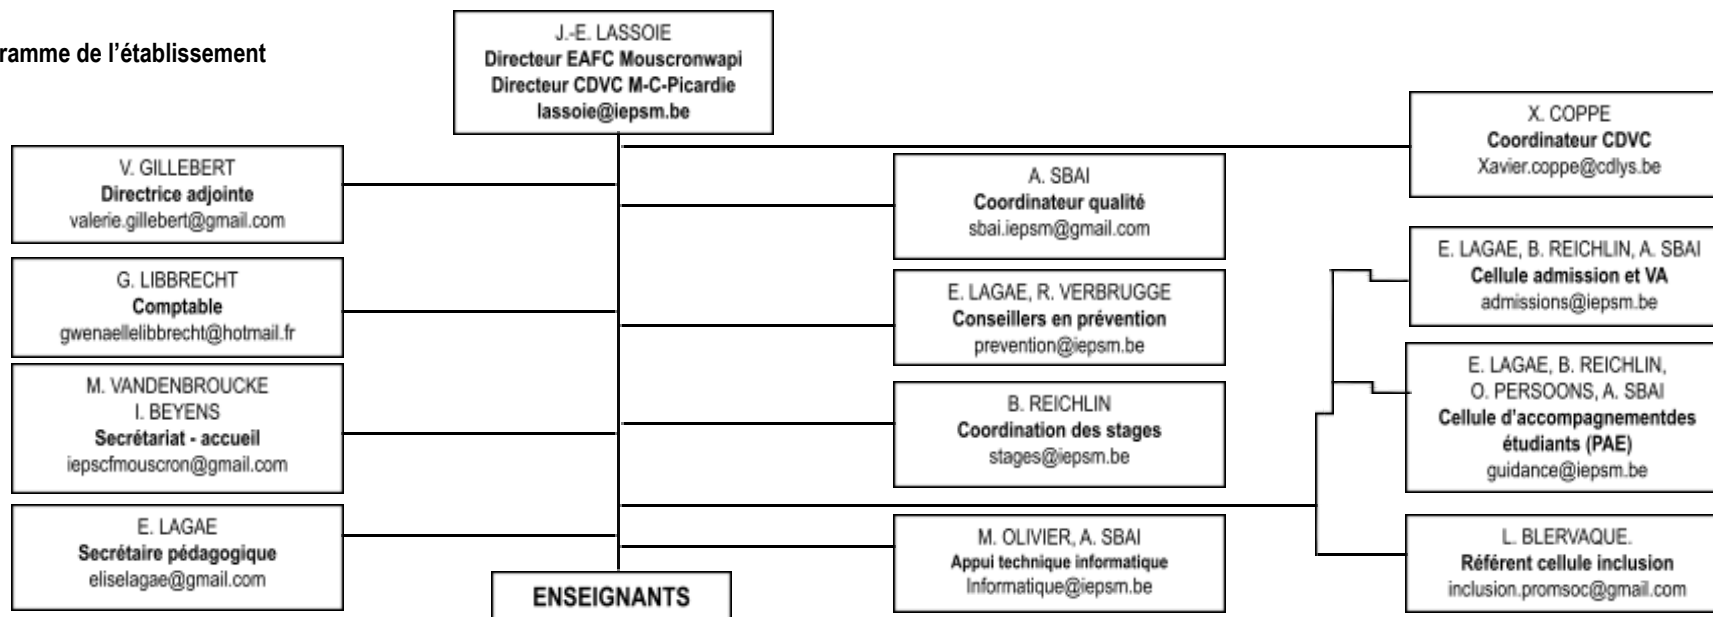 ramme de l'établissement
J.-E. LASSOIE
Directeur EAFC Mouscronwapi
Directeur CDVC M-C-Picardie
lassoie@iepsm.be
X. COPPE
Coordinateur CDVC
Xavier.coppe@cdlys.be
V. GILLEBERT
Directrice adjointe
valerie.gillebert@gmail.com
A. SBAI
Coordinateur qualité
sbai.iepsm@gmail.com
E. LAGAE, B. REICHLIN, A. SBAI
Cellule admission et VA
admissions@iepsm.be
G. LIBBRECHT
Comptable
gwenaellelibbrecht@hotmail.fr
E. LAGAE, R. VERBRUGGE
Conseillers en prévention
prevention@iepsm.be
E. LAGAE, B. REICHLIN,
O. PERSOONS, A. SBAI
Cellule d'accompagnementdes
étudiants (PAE)
guidance@iepsm.be
M. VANDENBROUCKE
I. BEYENS
Secrétariat - accueil
iepscfmouscron@gmail.com
B. REICHLIN
Coordination des stages
stages@iepsm.be
E. LAGAE
Secrétaire pédagogique
eliselagae@gmail.com
M. OLIVIER, A. SBAI
Appui technique informatique
Informatique@iepsm.be
L. BLERVAQUE.
Référent cellule inclusion
inclusion.promsoc@gmail.com
ENSEIGNANTS